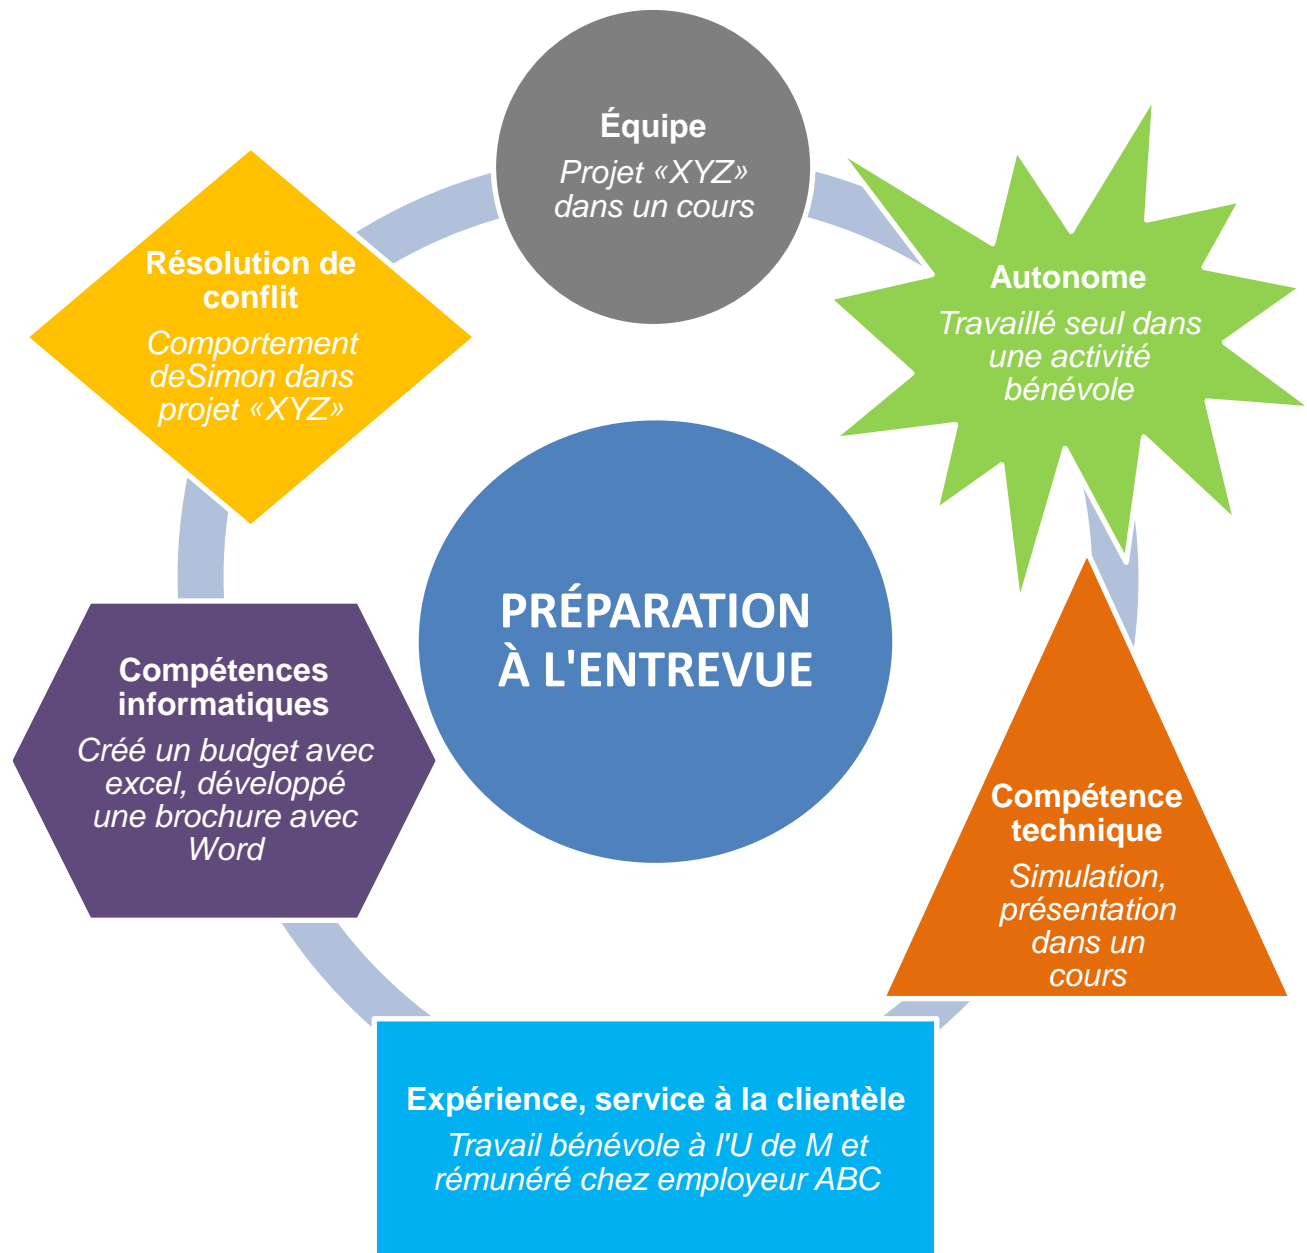 Équipe
Projet «XYZ»
dans un cours
Autonome
Travaillé seul dans
une activité
bénévole
Compétence
technique
Simulation,
présentation
dans un
cours
Expérience, service à la clientèle
Travail bénévole à l'U de M et
rémunéré chez employeur ABC
Compétences
informatiques
Créé un budget avec
excel, développé
une brochure avec
Word
Résolution de
conflit
Comportement
deSimon dans
projet «XYZ»
PRÉPARATION
À L'ENTREVUE